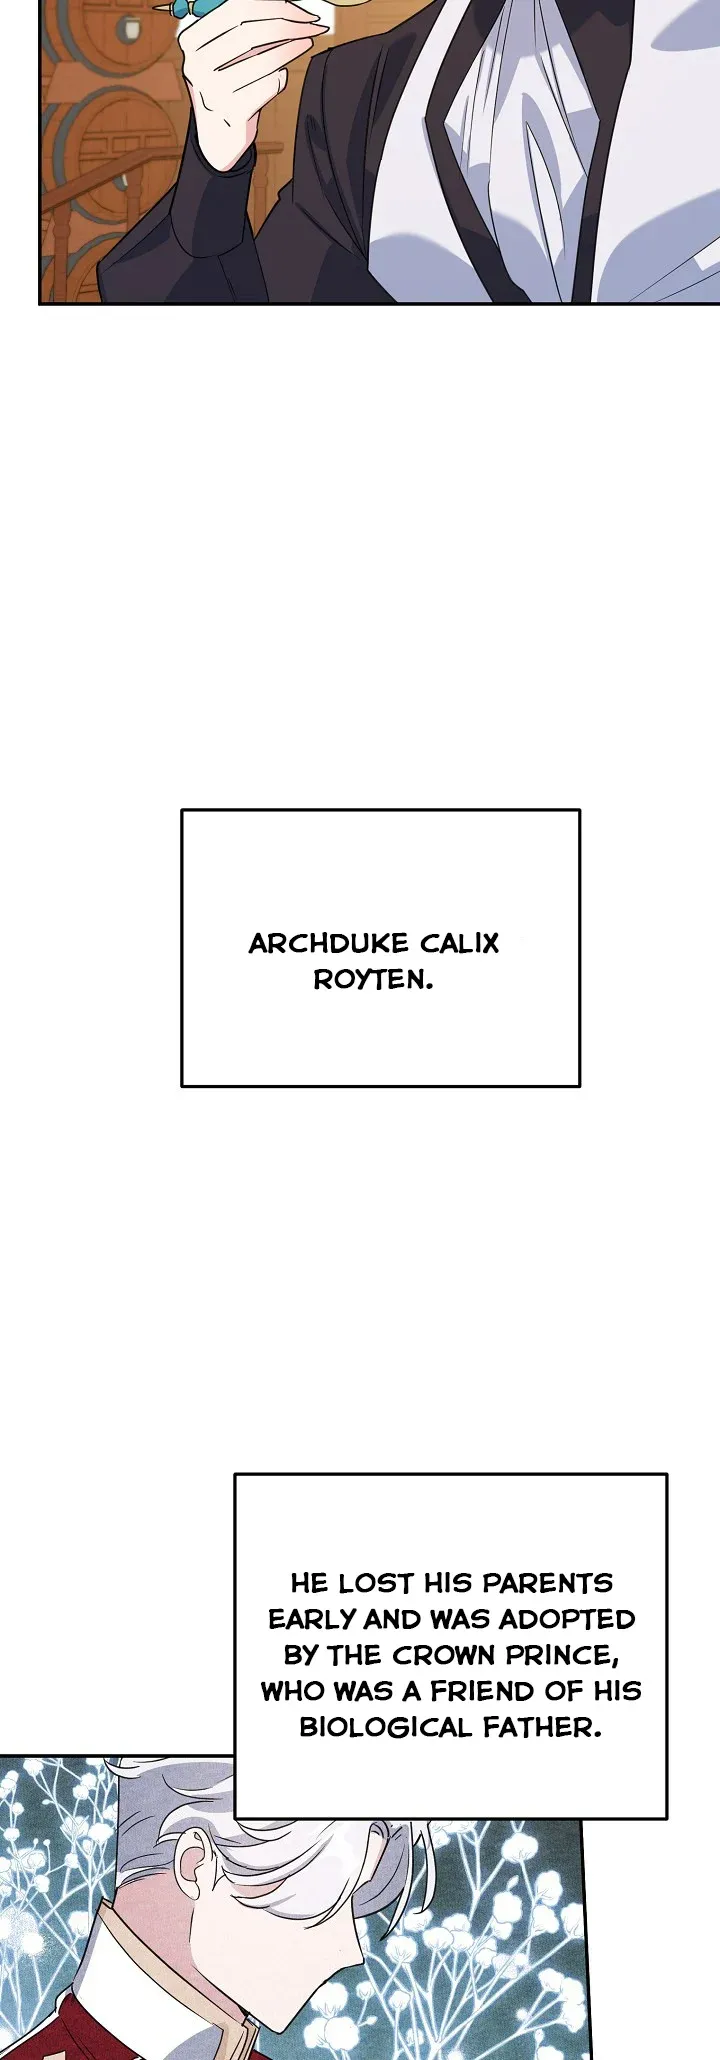 ARCHDUKE CALIX
ROYTEN.
HE LOST HIS PARENTS
EARLY AND WAS ADOPTED
BY THE CROWN PRINCE,
WHO WAS A FRIEND OF HIS
BIOLOGICAL FATHER.